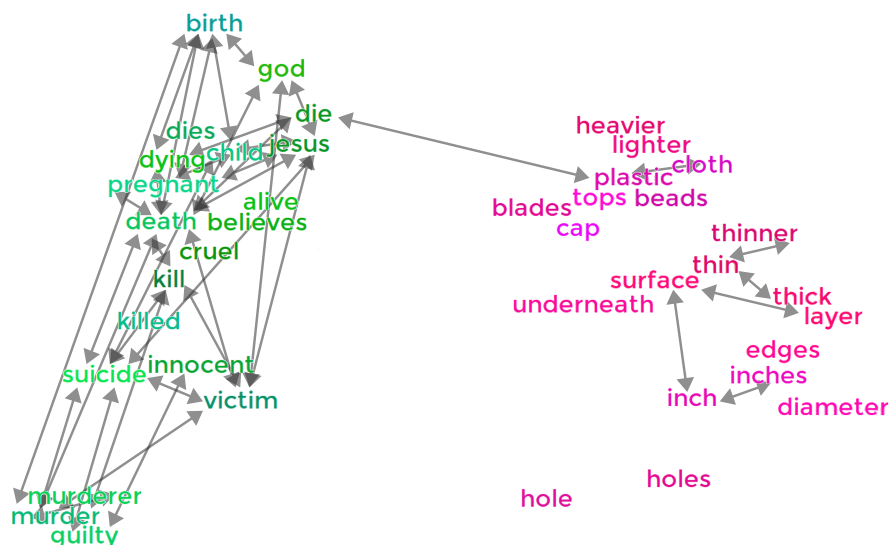 birth
god
die
heavier
dies
lighter
child
jesus
dying
cloth
pregnant
plastic
alive
tops
beads
death
believes
blades
cap
thinner
cruel
thin
kill
surface
thick
underneath
layer
killed
edges
innocent
suicide
inches
victim
inch
diameter
holes
murderer
hole
murder
guilty